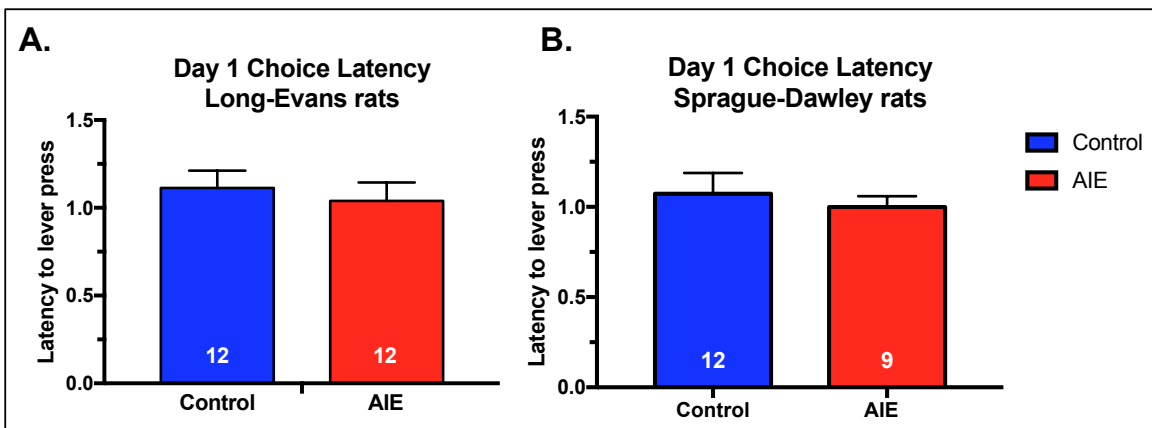 A.
Day 1 Choice Latency
Long-Evans rats
Latency to lever press
1.5
1.0
0.5
0.0
12
12
Control
AIE
B.
Day 1 Choice Latency
Sprague-Dawley rats
Latency to lever press
1.5
1.0
0.5
0.0
12
9
Control
AIE
Control
AIE